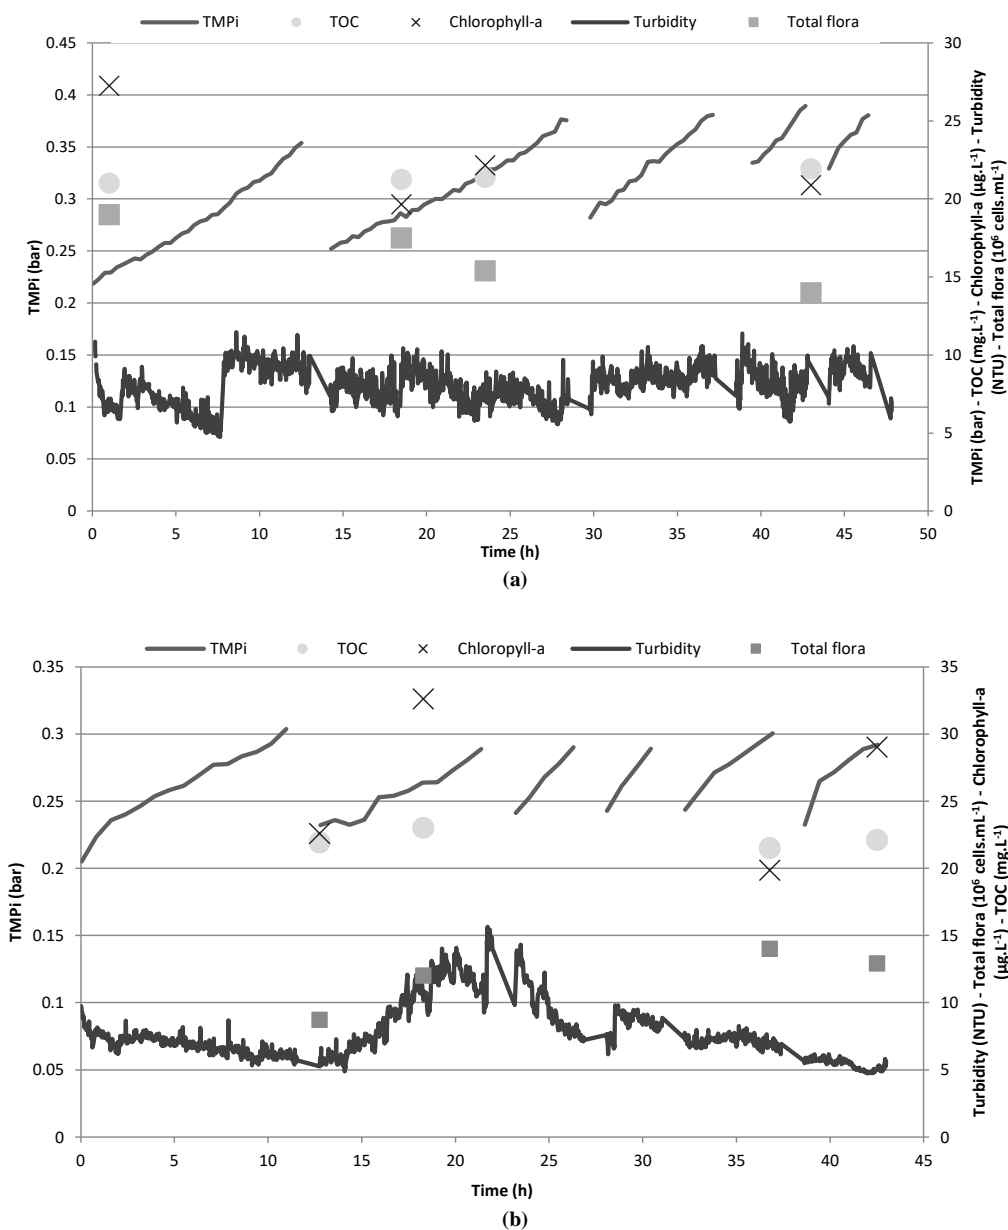 (a)
TMPi TOC Chlorophyll-a Turbidity Total flora
0.45 30
0.4
25
0.35
0.3 20
0.25
15
0.2
0.15 10
0.1
5
0.05
0 0
TMPi (bar)
TMPi (bar) - TOC (mg.L⁻¹) - Chlorophyll-a (µg.L⁻¹) - Turbidity
(NTU) - Total flora (10⁶ cells.mL⁻¹)
0 5 10 15 20 25 30 35 40 45 50
Time (h)
(a)
TMPi TOC Chloropyll-a Turbidity Total flora
0.35 35
0.3 30
0.25 25
0.2 20
0.15 15
0.1 10
0.05 5
0 0
TMPi (bar)
Turbidity (NTU) - Total flora (10⁶ cells.mL⁻¹) - Chlorophyll-a
(µg.L⁻¹) - TOC (mg.L⁻¹)
0 5 10 15 20 25 30 35 40 45
Time (h)
(b)